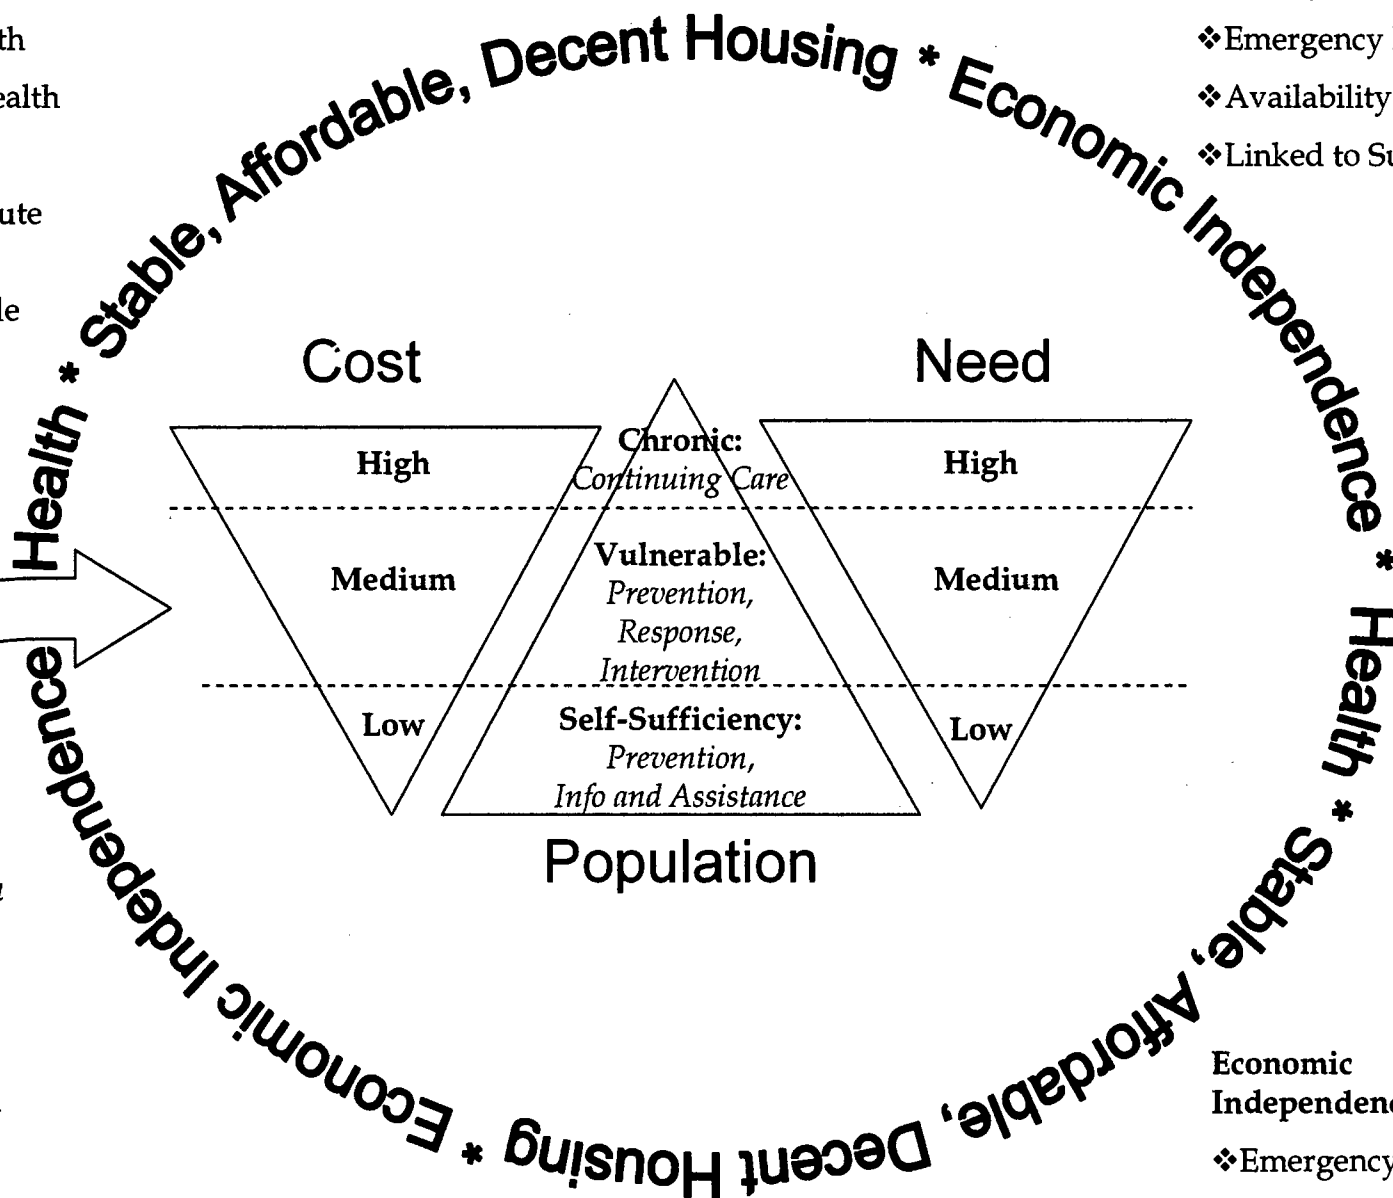 Health * Stable, Affordable, Decent Housing * Economic Independence *
Health * Stable, Affordable, Decent Housing * Economic Independence
❖Emergency
❖Availability
❖Linked to
Cost
Need
High
Medium
Low
Chronic:
Continuing Care
Vulnerable:
Prevention,
Response,
Intervention
Self-Sufficiency:
Prevention,
Info and Assistance
High
Medium
Low
Population
Economic
❖Emergency